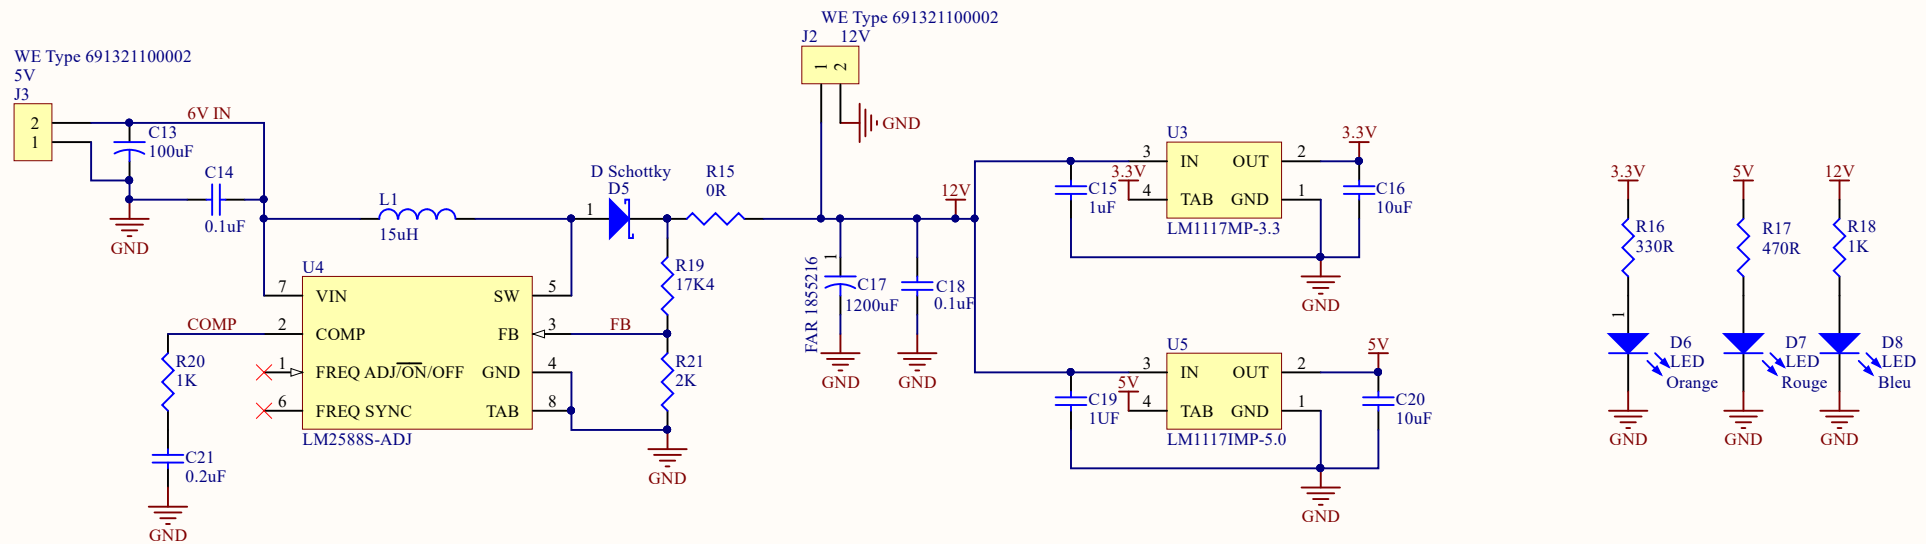 WE Type 691321100002
5V
J3
2
1
6V IN
C13
100uF
C14
0.1uF
GND
L1
15uH
U4
7
VIN
SW
5
2
COMP
COMP
FB
3
FB
1
FREQ ADJ/ON/OFF
GND
4
6
FREQ SYNC
TAB
8
LM2588S-ADJ
R20
1K
C21
0.2uF
GND
D Schottky
D5
1
R15
0R
R19
17K4
R21
2K
GND
WE Type 691321100002
J2 12V
1
2
GND
12V
FAR 1855216
1
C17
1200uF
GND
C18
0.1uF
GND
U3
3
IN
OUT
2
3.3V
4
TAB
GND
1
LM1117MP-3.3
3.3V
C15
1uF
C16
10uF
GND
U5
3
IN
OUT
2
5V
4
TAB
GND
1
LM1117IMP-5.0
5V
C19
1UF
C20
10uF
GND
3.3V
R16
330R
1
D6
LED
Orange
GND
5V
R17
470R
D7
LED
Rouge
GND
12V
R18
1K
D8
LED
Bleu
GND